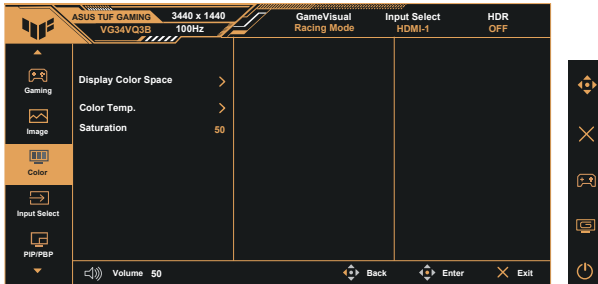 ASUS TUF GAMING 3440 x 1440 GameVisual Input Select HDR
VG34VQ3B 100Hz Racing Mode HDMI-1 OFF
Gaming
Image
Color
Input Select
PIP/PBP
Display Color Space
Color Temp.
Saturation 50
Volume 50 Back Enter Exit